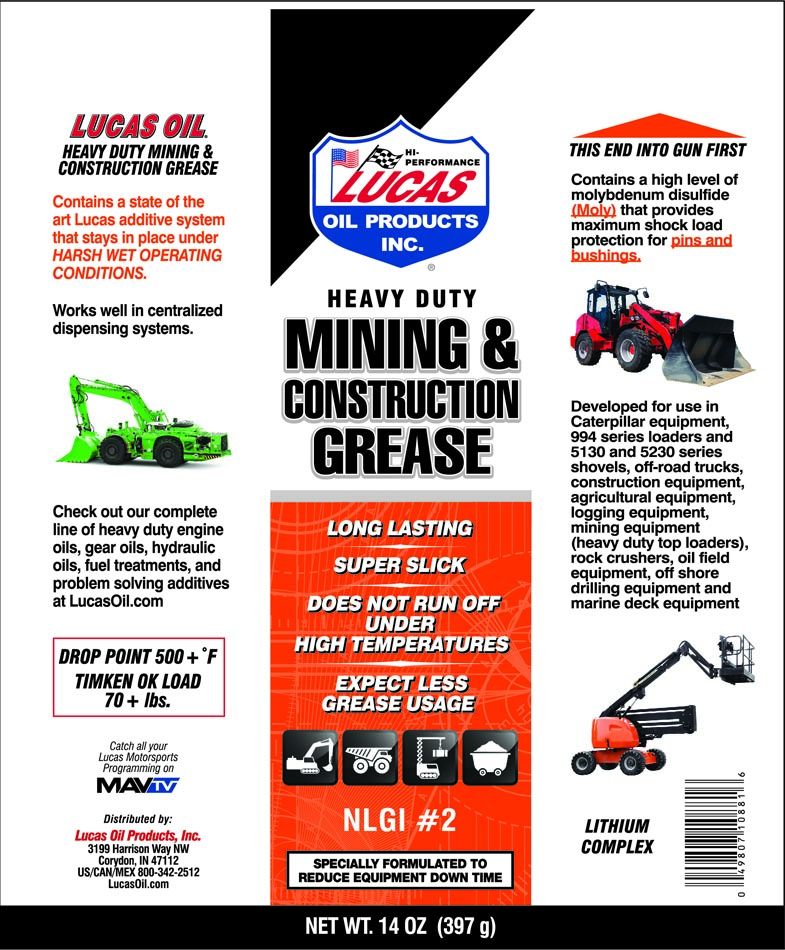 LUCAS OIL®
HEAVY DUTY MINING &
CONSTRUCTION GREASE
Contains a state of the
art Lucas additive system
that stays in place under
HARSH WET OPERATING
CONDITIONS.
Works well in centralized
dispensing systems.
Check out our complete
line of heavy duty engine
oils, gear oils, hydraulic
oils, fuel treatments, and
problem solving additives
at LucasOil.com
DROP POINT 500 + ˚F
TIMKEN OK LOAD
70 + lbs.
Catch all your
Lucas Motorsports
Programming on
MAVTV
Distributed by:
Lucas Oil Products, Inc.
3199 Harrison Way NW
Corydon, IN 47112
US/CAN/MEX 800-342-2512
LucasOil.com
HI-
PERFORMANCE
LUCAS
OIL PRODUCTS
INC.
®
HEAVY DUTY
MINING &
CONSTRUCTION
GREASE
LONG LASTING
SUPER SLICK
DOES NOT RUN OFF
UNDER
HIGH TEMPERATURES
EXPECT LESS
GREASE USAGE
NLGI #2
SPECIALLY FORMULATED TO
REDUCE EQUIPMENT DOWN TIME
THIS END INTO GUN FIRST
Contains a high level of
molybdenum disulfide
(Moly) that provides
maximum shock load
protection for pins and
bushings.
Developed for use in
Caterpillar equipment,
994 series loaders and
5130 and 5230 series
shovels, off-road trucks,
construction equipment,
agricultural equipment,
logging equipment,
mining equipment
(heavy duty top loaders),
rock crushers, oil field
equipment, off shore
drilling equipment and
marine deck equipment
LITHIUM
COMPLEX
0 49807 10881 6
NET WT. 14 OZ (397 g)